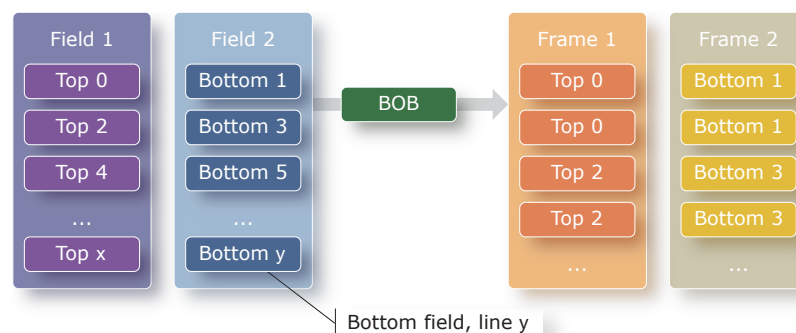 Field 1
Top 0
Top 2
Top 4
...
Top x
Field 2
Bottom 1
Bottom 3
Bottom 5
...
Bottom y
Bottom field, line y
BOB
Frame 1
Top 0
Top 0
Top 2
Top 2
...
Frame 2
Bottom 1
Bottom 1
Bottom 3
Bottom 3
...